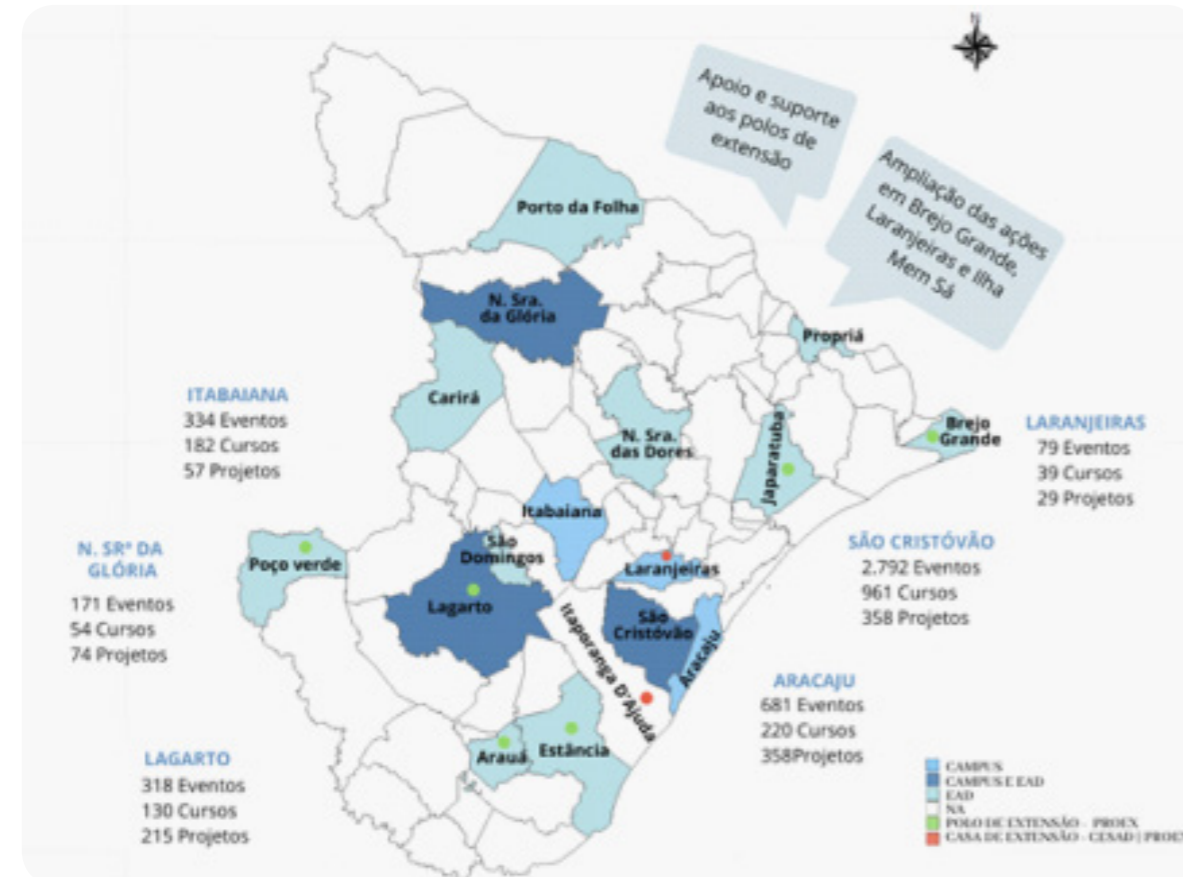 N
Apoio e suporte
aos polos de
extensão
Ampliação das ações
em Brejo Grande,
Laranjeiras e Ilha
Mem Sá
Porto da Folha
N. Sra.
da Glória
Propriá
Carirá
N. Sra.
das Dores
Japaratuba
Brejo
Grande
Itabaiana
São
Domingos
Poço verde
Laranjeiras
Lagarto
São
Cristóvão
Aracaju
Itaporanga D'Ajuda
Arauá
Estância
ITABAIANA
334 Eventos
182 Cursos
57 Projetos
N. SRª DA
GLÓRIA
171 Eventos
54 Cursos
74 Projetos
LAGARTO
318 Eventos
130 Cursos
215 Projetos
LARANJEIRAS
79 Eventos
39 Cursos
29 Projetos
SÃO CRISTÓVÃO
2.792 Eventos
961 Cursos
358 Projetos
ARACAJU
681 Eventos
220 Cursos
358Projetos
CAMPUS
CAMPUS E EAD
EAD
NA
POLO DE EXTENSÃO - PROEX
CASA DE EXTENSÃO - CESAD | PROEX